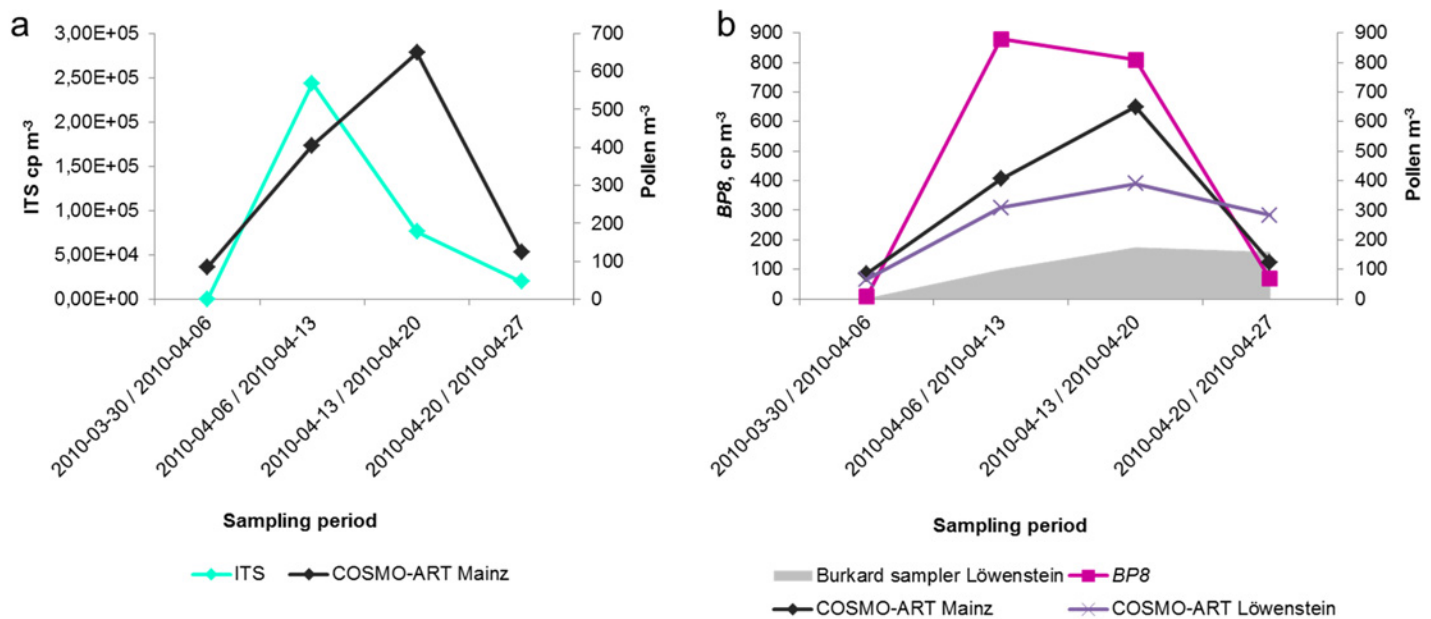 a
3,00E+05
2,50E+05
2,00E+05
1,50E+05
1,00E+05
5,00E+04
0,00E+00
ITS cp m-3
700
600
500
400
300
200
100
0
Pollen m-3
2010-03-30 / 2010-04-06
2010-04-06 / 2010-04-13
2010-04-13 / 2010-04-20
2010-04-20 / 2010-04-27
Sampling period
ITS
COSMO-ART Mainz
b
900
800
700
600
500
400
300
200
100
0
BP8, cp m-3
900
800
700
600
500
400
300
200
100
0
Pollen m-3
2010-03-30 / 2010-04-06
2010-04-06 / 2010-04-13
2010-04-13 / 2010-04-20
2010-04-20 / 2010-04-27
Sampling period
Burkard sampler Löwenstein
BP8
COSMO-ART Mainz
COSMO-ART Löwenstein